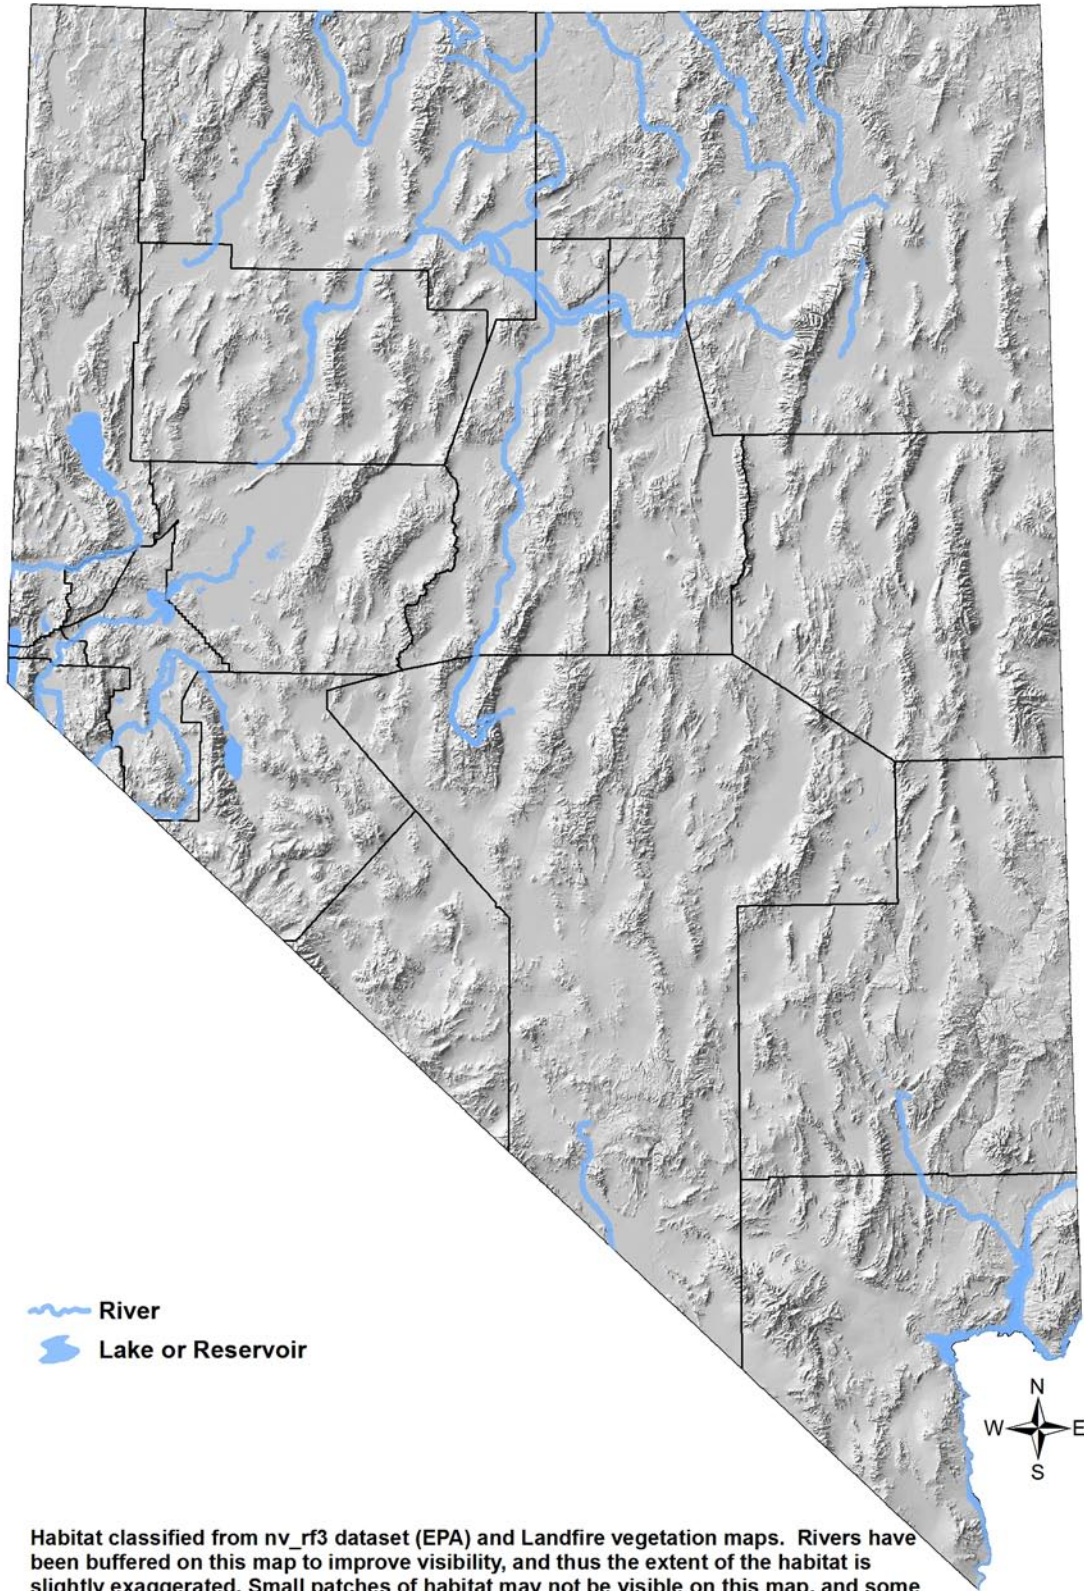 River
Lake or Reservoir
N
W E
S
Habitat classified from nv_rf3 dataset (EPA) and Landfire vegetation maps. Rivers have
been buffered on this map to improve visibility, and thus the extent of the habitat is
slightly exaggerated. Small patches of habitat may not be visible on this map, and some